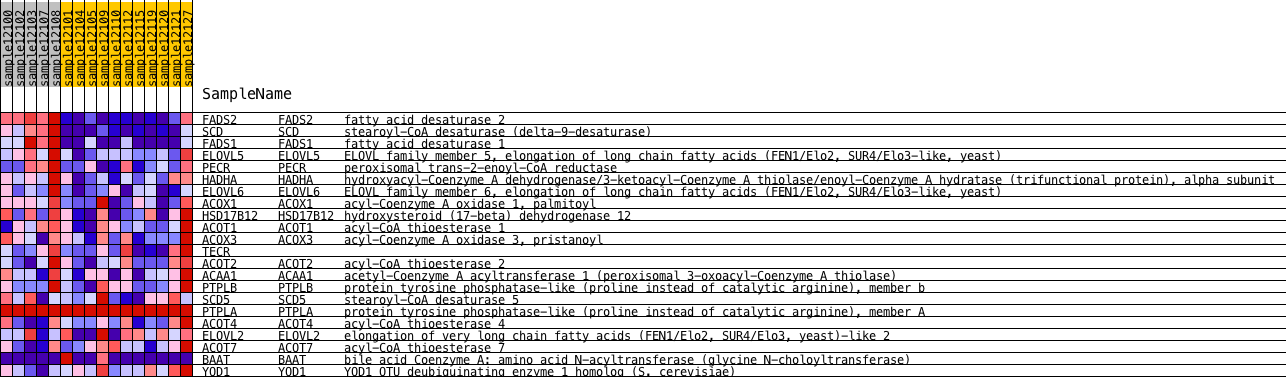 sample12100 sample12102 sample12103 sample12107 sample12108 sample12101 sample12104 sample12105 sample12109 sample12110 sample12112 sample12115 sample12119 sample12120 sample12121 sample12127
SampleName
FADS2 FADS2 fatty acid desaturase 2
SCD SCD stearoyl-CoA desaturase (delta-9-desaturase)
FADS1 FADS1 fatty acid desaturase 1
ELOVL5 ELOVL5 ELOVL family member 5, elongation of long chain fatty acids (FEN1/Elo2, SUR4/Elo3-like, yeast)
PECR PECR peroxisomal trans-2-enoyl-CoA reductase
HADHA HADHA hydroxyacyl-Coenzyme A dehydrogenase/3-ketoacyl-Coenzyme A thiolase/enoyl-Coenzyme A hydratase (trifunctional protein), alpha subunit
ELOVL6 ELOVL6 ELOVL family member 6, elongation of long chain fatty acids (FEN1/Elo2, SUR4/Elo3-like, yeast)
ACOX1 ACOX1 acyl-Coenzyme A oxidase 1, palmitoyl
HSD17B12 HSD17B12 hydroxysteroid (17-beta) dehydrogenase 12
ACOT1 ACOT1 acyl-CoA thioesterase 1
ACOX3 ACOX3 acyl-Coenzyme A oxidase 3, pristanoyl
TECR
ACOT2 ACOT2 acyl-CoA thioesterase 2
ACAA1 ACAA1 acetyl-Coenzyme A acyltransferase 1 (peroxisomal 3-oxoacyl-Coenzyme A thiolase)
PTPLB PTPLB protein tyrosine phosphatase-like (proline instead of catalytic arginine), member b
SCD5 SCD5 stearoyl-CoA desaturase 5
PTPLA PTPLA protein tyrosine phosphatase-like (proline instead of catalytic arginine), member A
ACOT4 ACOT4 acyl-CoA thioesterase 4
ELOVL2 ELOVL2 elongation of very long chain fatty acids (FEN1/Elo2, SUR4/Elo3, yeast)-like 2
ACOT7 ACOT7 acyl-CoA thioesterase 7
BAAT BAAT bile acid Coenzyme A: amino acid N-acyltransferase (glycine N-choloyltransferase)
YOD1 YOD1 YOD1 OTU deubiquinating enzyme 1 homolog (S. cerevisiae)